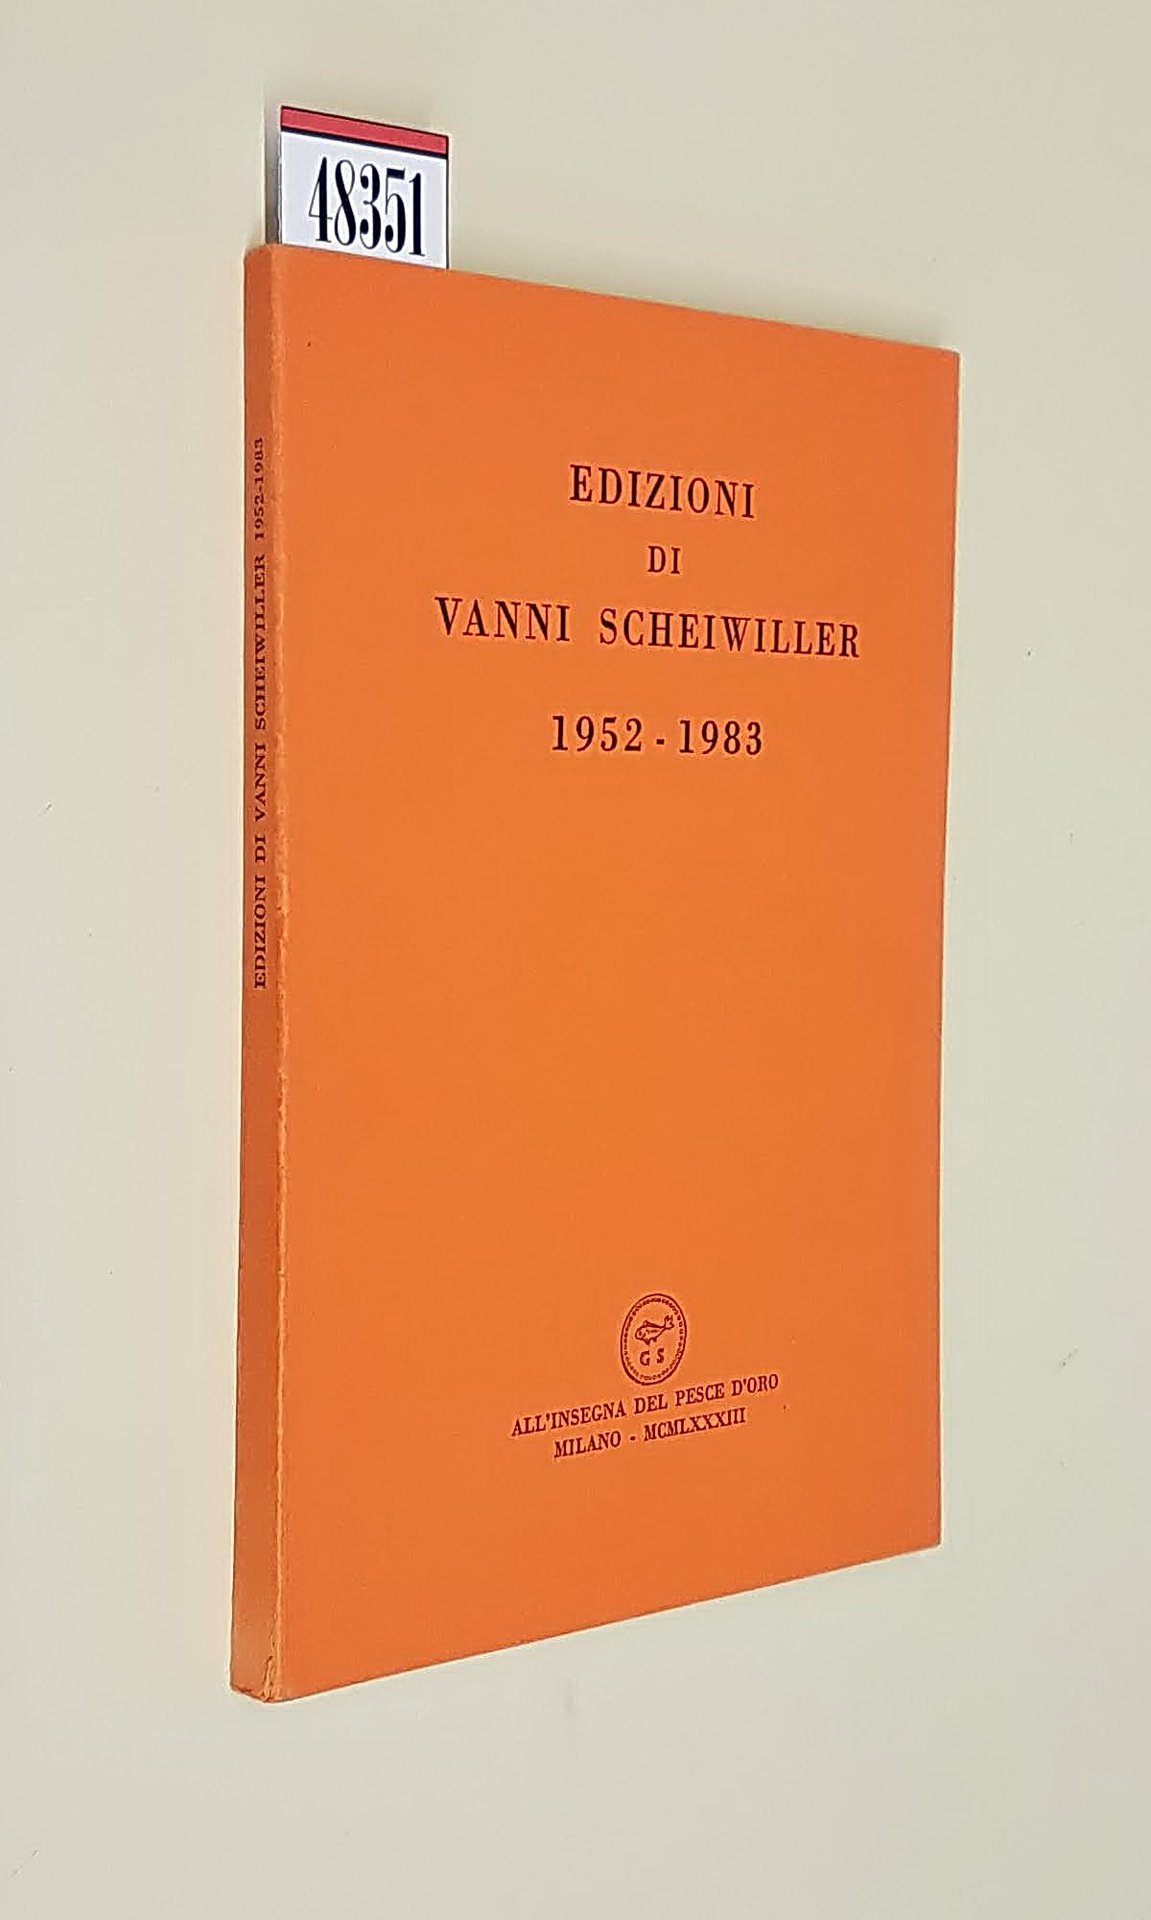 48351
EDIZIONI
DI
VANNI SCHEIWILLER
1952 - 1983
G S
ALL'INSEGNA DEL PESCE D'ORO
MILANO - MCMLXXXIII
EDIZIONI DI VANNI SCHEIWILLER 1952-1983